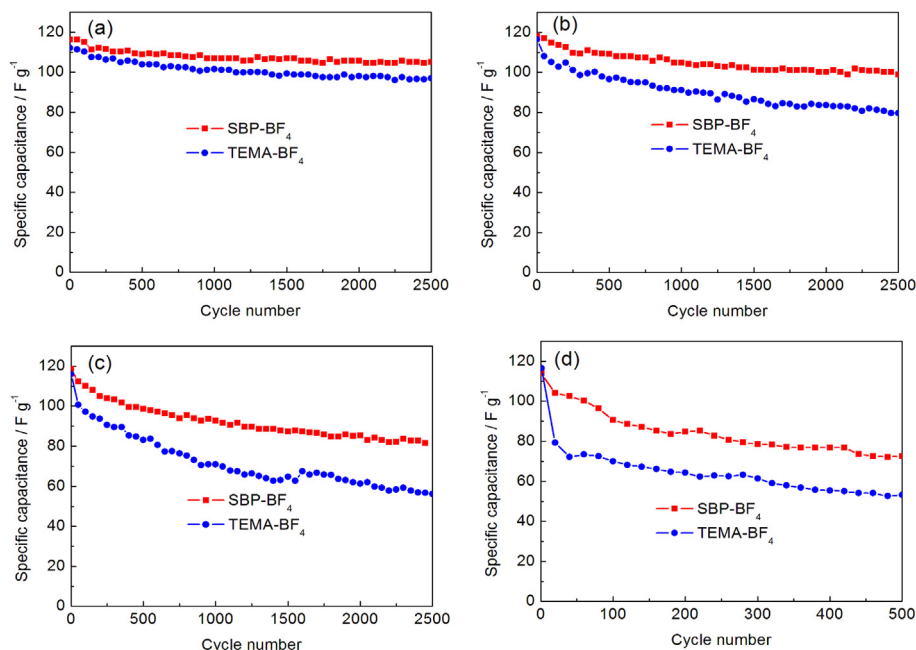 (a)
Specific capacitance / F g⁻¹
120
100
80
60
40
20
0
SBP-BF₄
TEMA-BF₄
0 500 1000 1500 2000 2500
Cycle number
(b)
Specific capacitance / F g⁻¹
120
100
80
60
40
20
0
SBP-BF₄
TEMA-BF₄
0 500 1000 1500 2000 2500
Cycle number
(c)
Specific capacitance / F g⁻¹
120
100
80
60
40
20
0
SBP-BF₄
TEMA-BF₄
0 500 1000 1500 2000 2500
Cycle number
(d)
Specific capacitance / F g⁻¹
120
100
80
60
40
20
0
SBP-BF₄
TEMA-BF₄
0 100 200 300 400 500
Cycle number